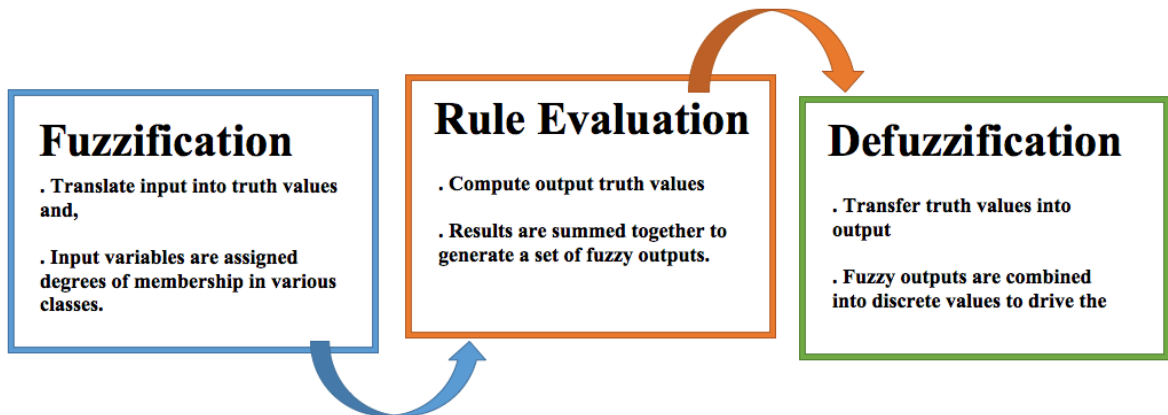 Fuzzification
. Translate input into truth values
and,
. Input variables are assigned
degrees of membership in various
classes.
Rule Evaluation
. Compute output truth values
. Results are summed together to
generate a set of fuzzy outputs.
Defuzzification
. Transfer truth values into
output
. Fuzzy outputs are combined
into discrete values to drive the